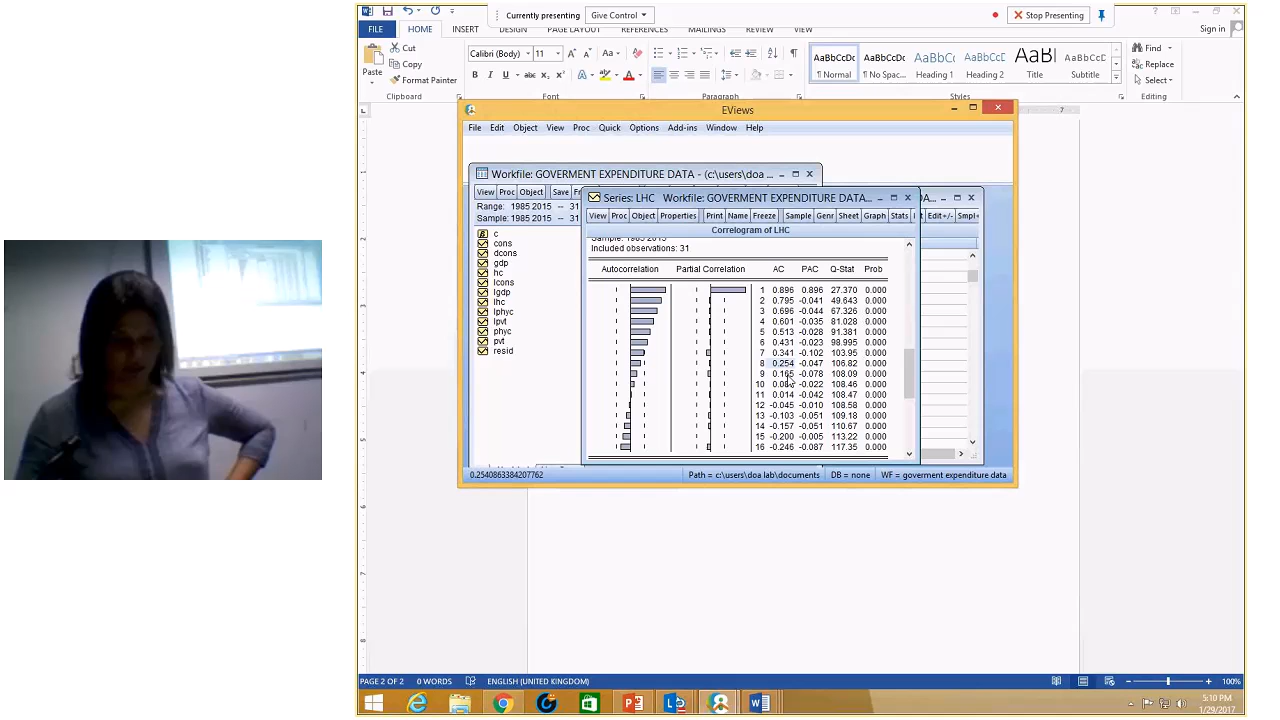 Currently presenting Give Control Stop Presenting
FILE HOME INSERT DESIGN PAGE LAYOUT REFERENCES MAILINGS REVIEW VIEW Sign in
Paste
Cut
Copy
Format Painter
Calibri (Body) 11
AaBbCcDc AaBbCcDc AaBbCc AaBbCcD AaBl AaBbCcD
¶ Normal ¶ No Spac... Heading 1 Heading 2 Title Subtitle
Find
Replace
Select
Clipboard Font Paragraph Styles Editing
EViews
File Edit Object View Proc Quick Options Add-ins Window Help
Workfile: GOVERMENT EXPENDITURE DATA - (c:\users\doa ...
View Proc Object Save
Range: 1985 2015 -- 31
Sample: 1985 2015 -- 31
c
cons
dcons
gdp
hc
lcons
lgdp
lhc
lphyc
lpvt
phyc
pvt
resid
Series: LHC Workfile: GOVERMENT EXPENDITURE DATA...
View Proc Object Properties Print Name Freeze Sample Genr Sheet Graph Stats Edit+/- Smpl+
Correlogram of LHC
Sample: 1985 2015
Included observations: 31
Autocorrelation Partial Correlation AC PAC Q-Stat Prob
1 0.896 0.896 27.370 0.000
2 0.795 -0.041 49.643 0.000
3 0.696 -0.044 67.326 0.000
4 0.601 -0.035 81.028 0.000
5 0.513 -0.028 91.381 0.000
6 0.431 -0.023 98.995 0.000
7 0.341 -0.102 103.95 0.000
8 0.254 -0.047 106.82 0.000
9 0.165 -0.078 108.09 0.000
10 -0.022 108.46 0.000
11 0.014 -0.042 108.47 0.000
12 -0.045 -0.010 108.58 0.000
13 -0.103 -0.051 109.18 0.000
14 -0.157 -0.051 110.67 0.000
15 -0.200 -0.005 113.22 0.000
16 -0.246 -0.087 117.35 0.000
0.2540863384207762 Path = c:\users\doa lab\documents DB = none WF = goverment expenditure data
PAGE 2 OF 2 0 WORDS ENGLISH (UNITED KINGDOM) 100%
5:10 PM
1/29/2017